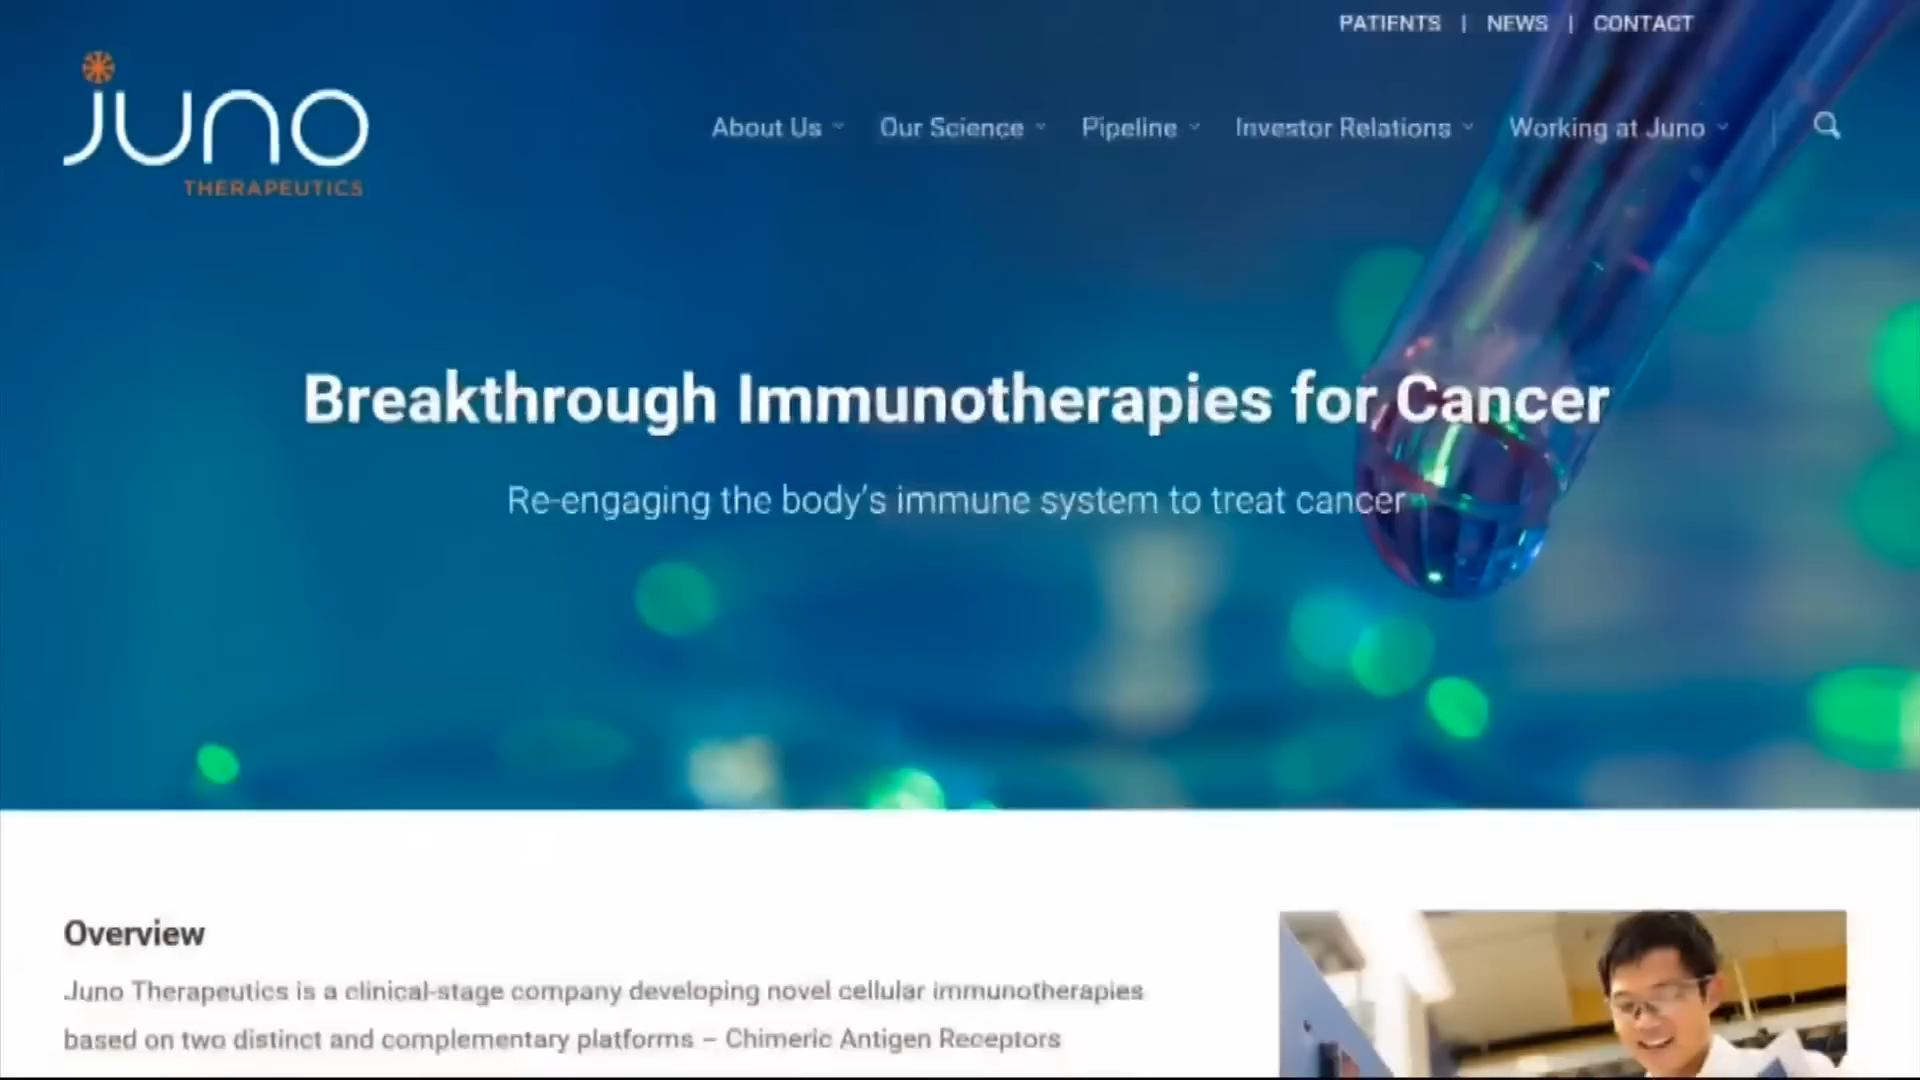 PATIENTS | NEWS | CONTACT
juno
THERAPEUTICS
About Us Our Science Pipeline Investor Relations Working at Juno
Breakthrough Immunotherapies for Cancer
Re-engaging the body's immune system to treat cancer
Overview
Juno Therapeutics is a clinical-stage company developing novel cellular immunotherapies
based on two distinct and complementary platforms – Chimeric Antigen Receptors